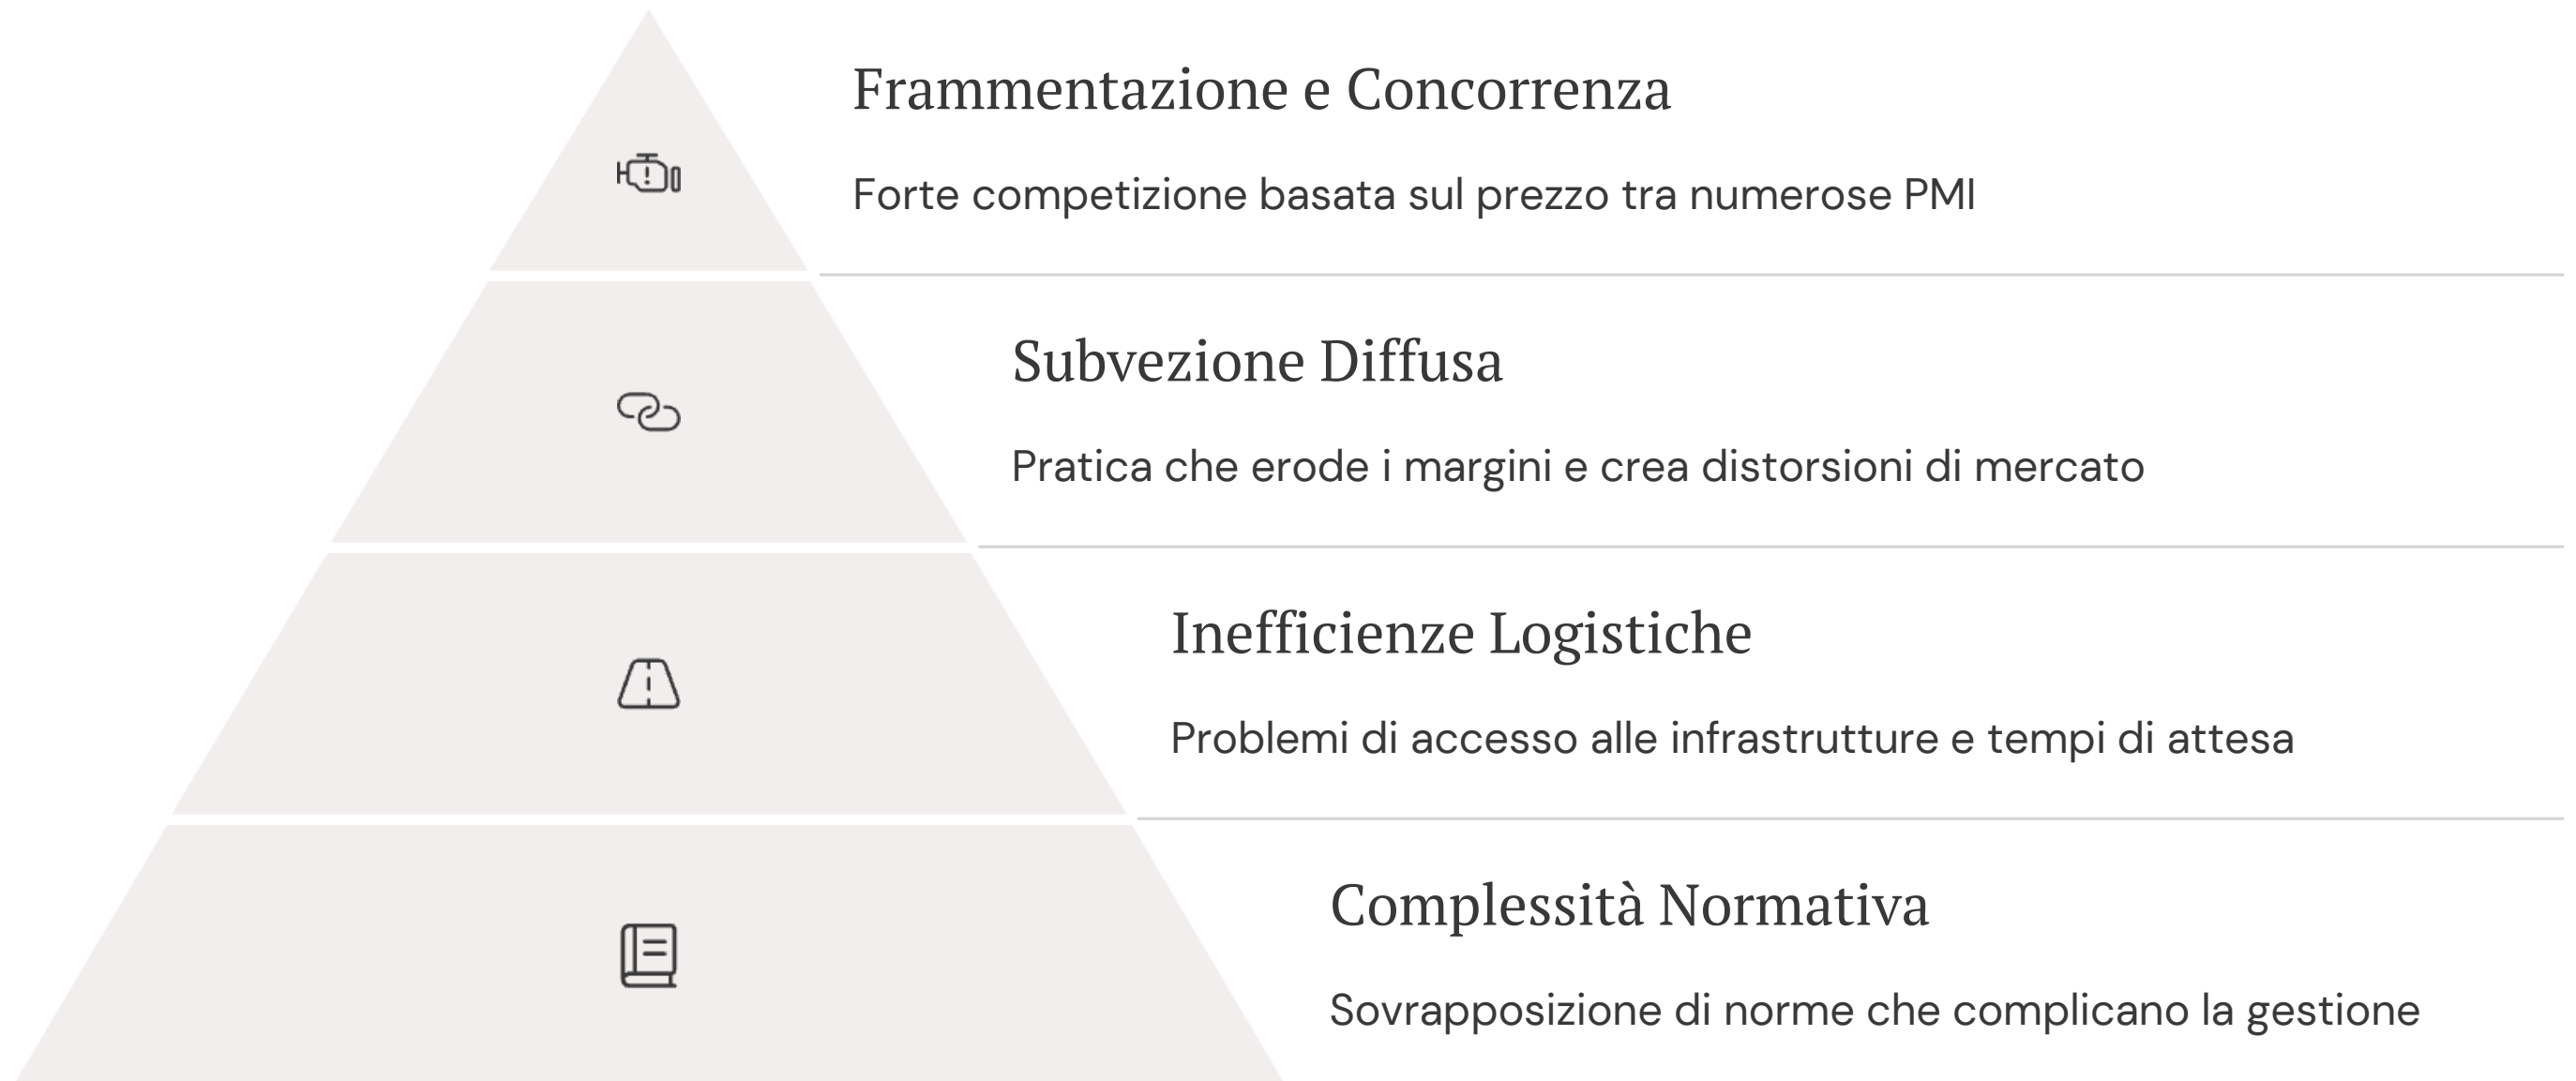 Frammentazione e Concorrenza
Forte competizione basata sul prezzo tra numerose PMI
Subvezione Diffusa
Pratica che erode i margini e crea distorsioni di mercato
Inefficienze Logistiche
Problemi di accesso alle infrastrutture e tempi di attesa
Complessità Normativa
Sovrapposizione di norme che complicano la gestione